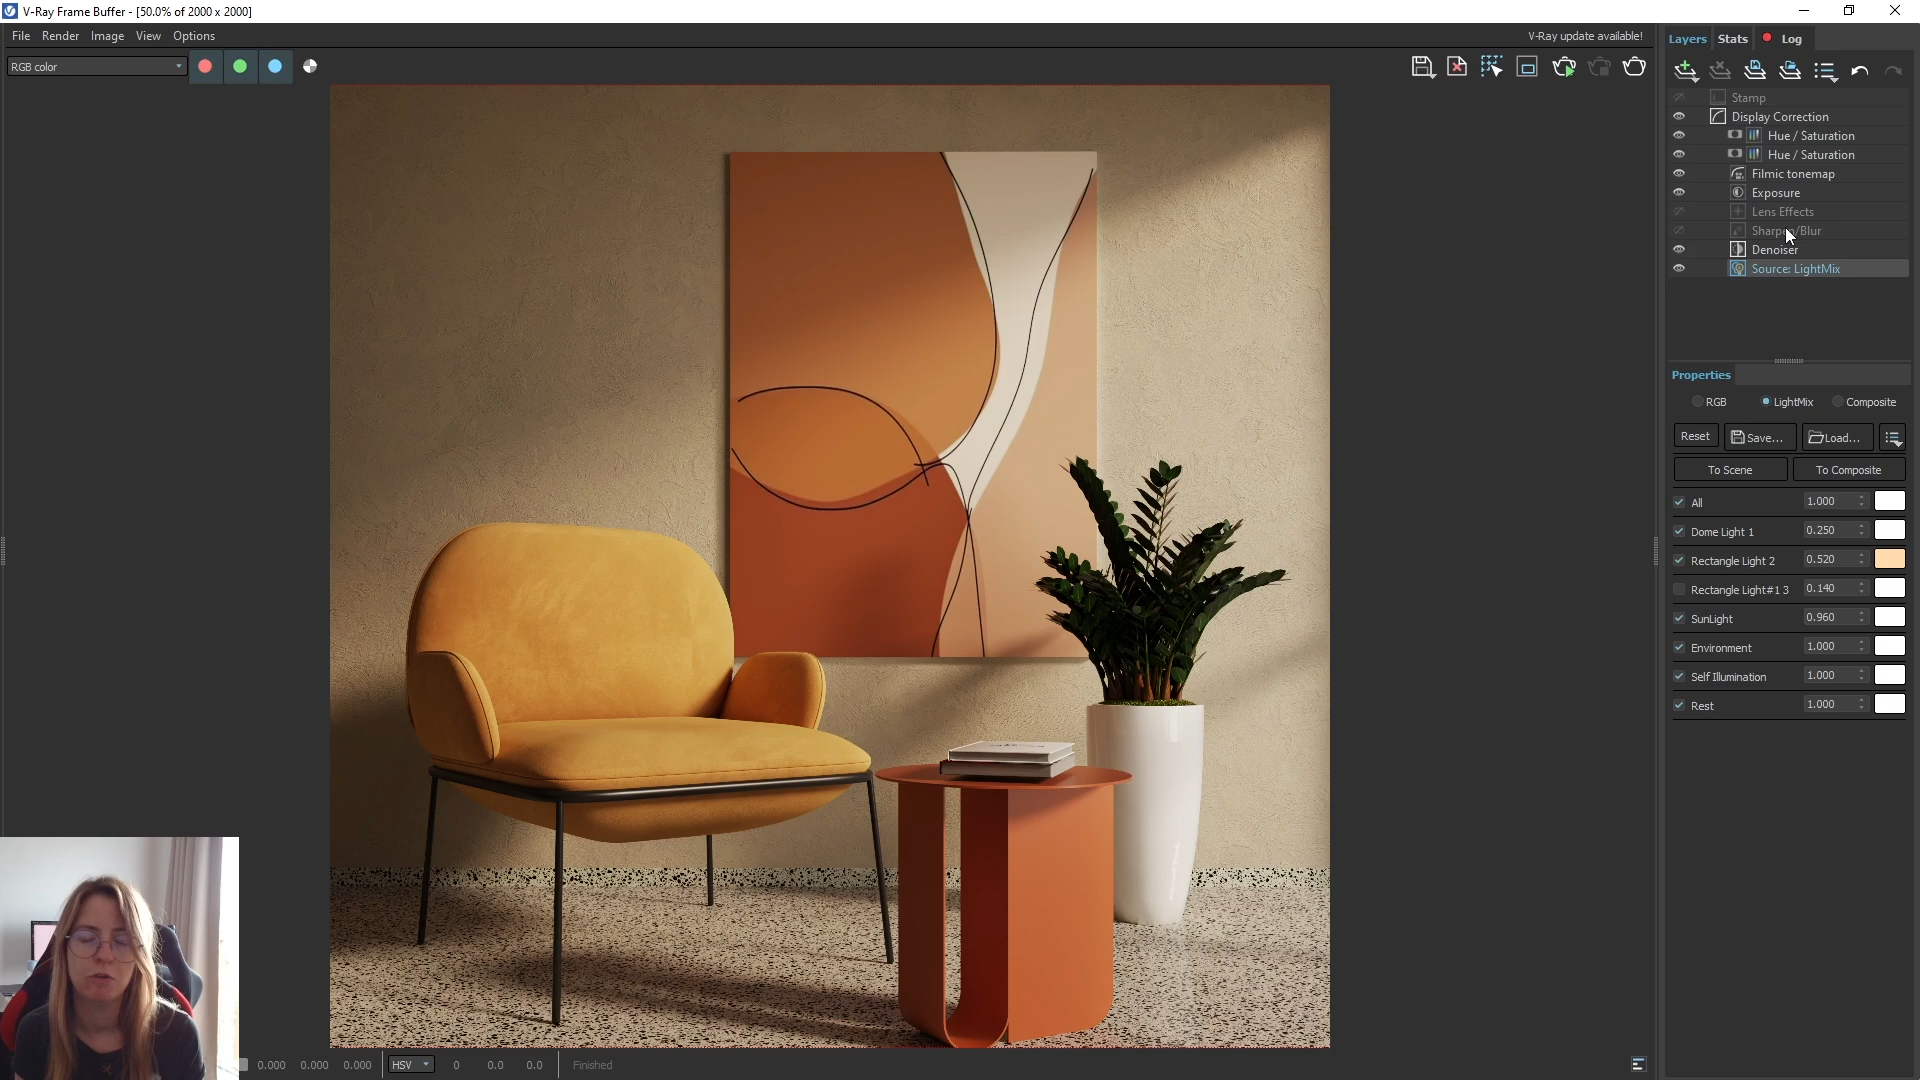 V-Ray Frame Buffer - [50.0% of 2000 x 2000]
File Render Image View Options
V-Ray update available!
RGB color
Layers Stats Log
Stamp
Display Correction
Hue / Saturation
Hue / Saturation
Filmic tonemap
Exposure
Lens Effects
Sharpen/Blur
Denoiser
Source: LightMix
Properties
RGB LightMix Composite
Reset Save... Load...
To Scene To Composite
All 1.000
Dome Light 1 0.250
Rectangle Light 2 0.520
Rectangle Light#1 3 0.140
SunLight 0.960
Environment 1.000
Self Illumination 1.000
Rest 1.000
0.000 0.000 0.000 HSV 0 0.0 0.0 Finished